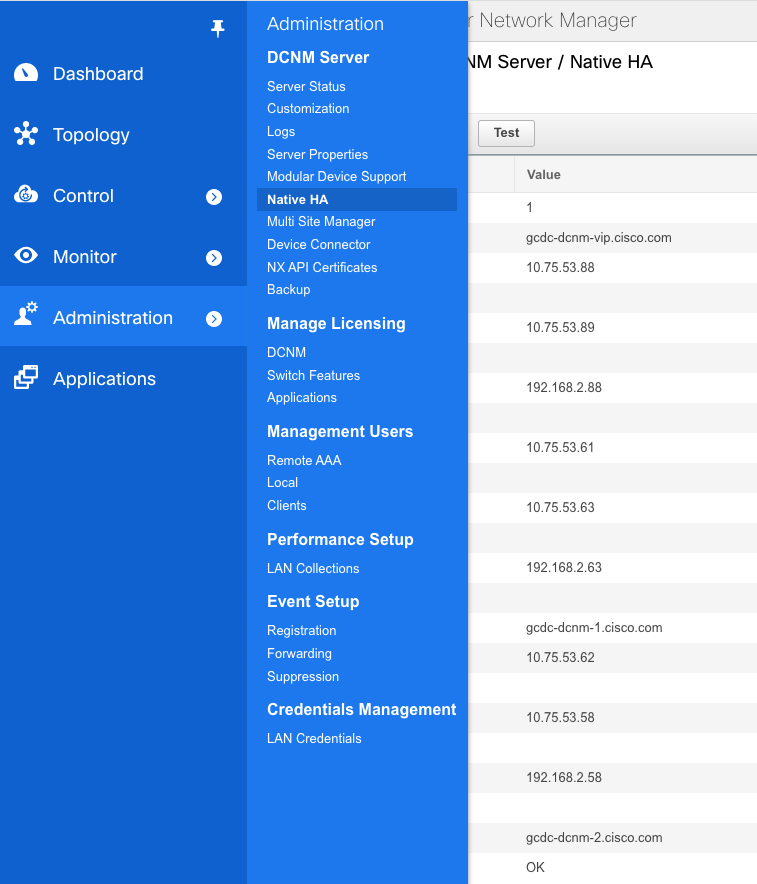 Dashboard
Topology
Control
Monitor
Administration
Applications
Administration
DCNM Server
Server Status
Customization
Logs
Server Properties
Modular Device Support
Native HA
Multi Site Manager
Device Connector
NX API Certificates
Backup
Manage Licensing
DCNM
Switch Features
Applications
Management Users
Remote AAA
Local
Clients
Performance Setup
LAN Collections
Event Setup
Registration
Forwarding
Suppression
Credentials Management
LAN Credentials
r Network Manager
NM Server / Native HA
Test
Value
1
gcdc-dcnm-vip.cisco.com
10.75.53.88
10.75.53.89
192.168.2.88
10.75.53.61
10.75.53.63
192.168.2.63
gcdc-dcnm-1.cisco.com
10.75.53.62
10.75.53.58
192.168.2.58
gcdc-dcnm-2.cisco.com
OK